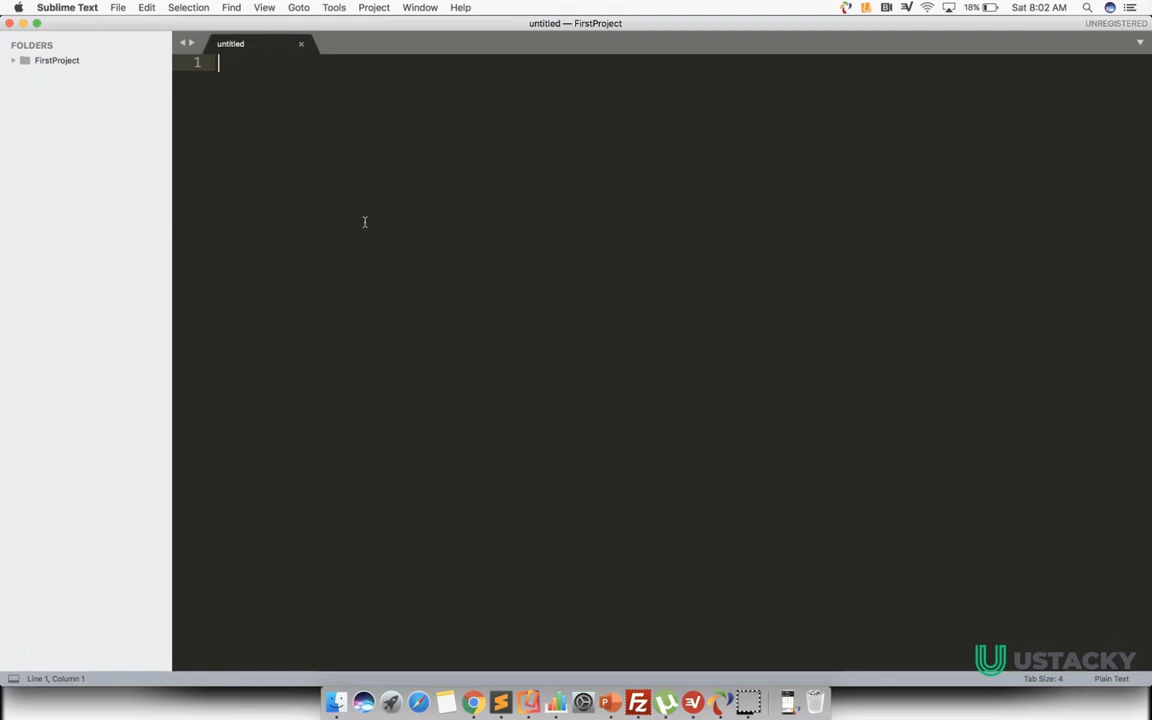 Sublime Text File Edit Selection Find View Goto Tools Project Window Help 18% Sat 8:02 AM
untitled — FirstProject UNREGISTERED
FOLDERS
FirstProject
untitled
1
USTACKY
Line 1, Column 1 Tab Size: 4 Plain Text